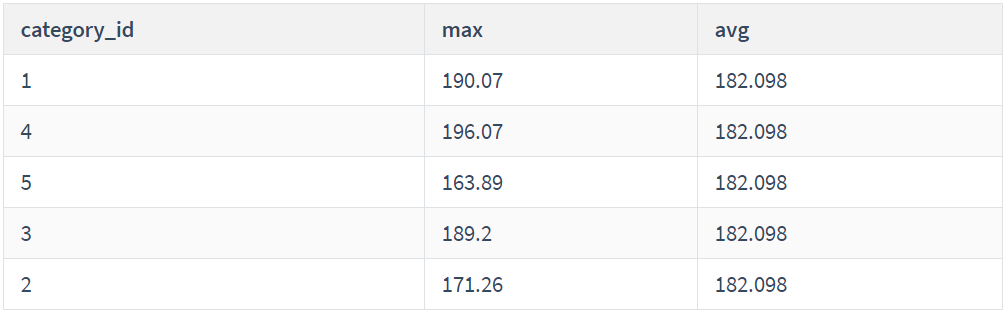 category_id max avg
1 190.07 182.098
4 196.07 182.098
5 163.89 182.098
3 189.2 182.098
2 171.26 182.098